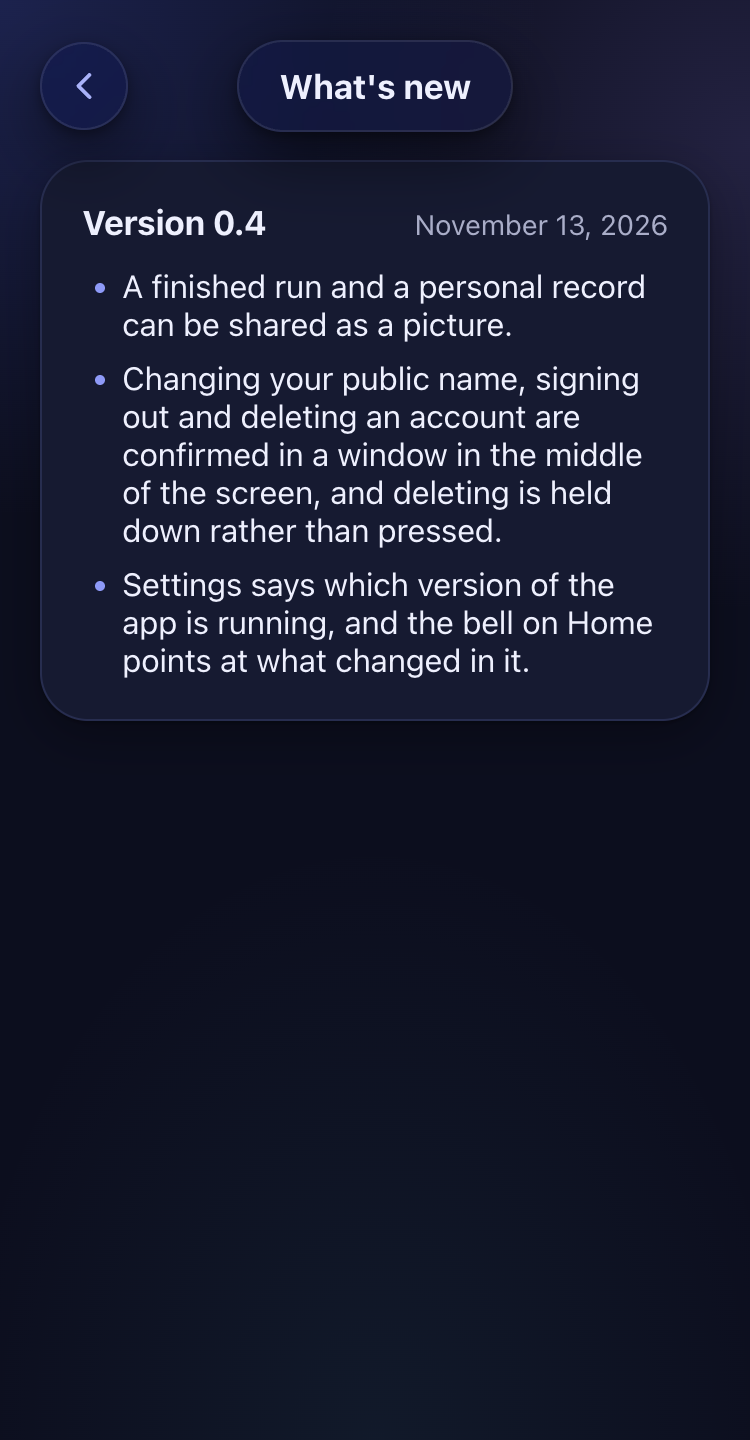 What's new
Version 0.4
November 13, 2026
A finished run and a personal record
can be shared as a picture.
Changing your public name, signing
out and deleting an account are
confirmed in a window in the middle
of the screen, and deleting is held
down rather than pressed.
Settings says which version of the
app is running, and the bell on Home
points at what changed in it.